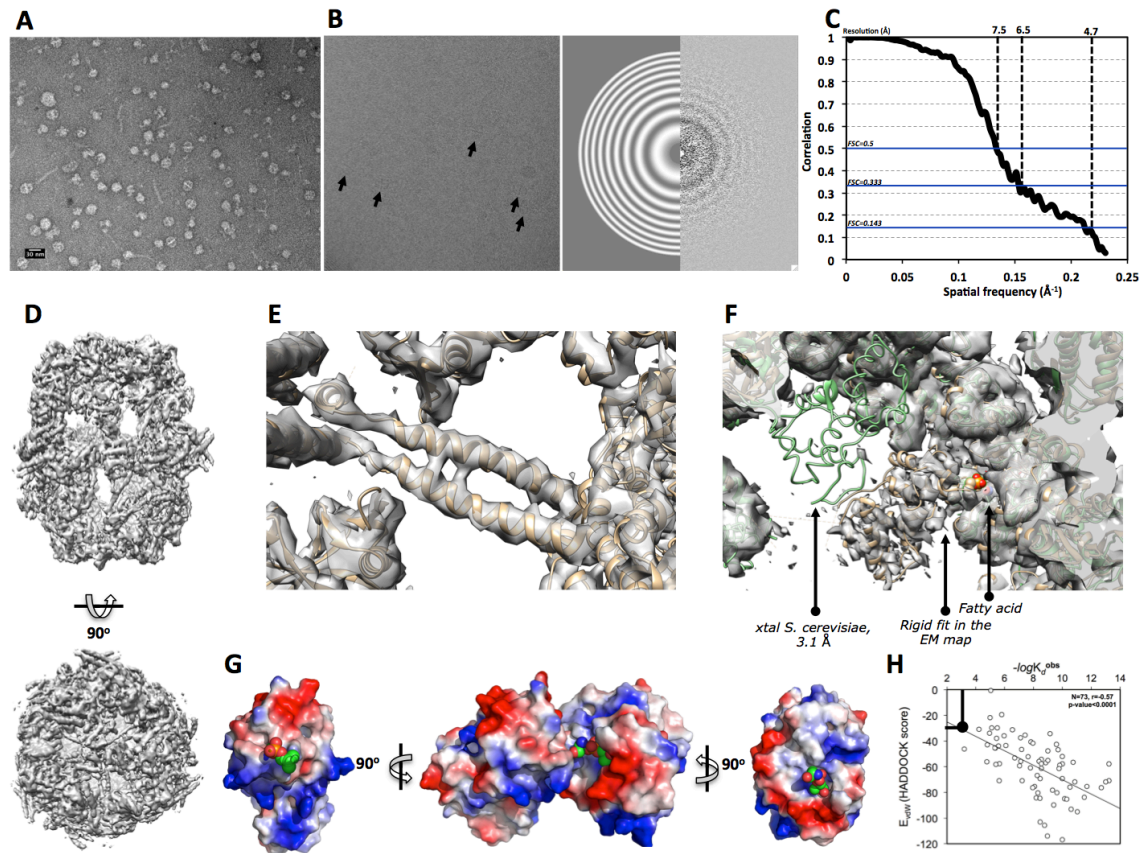 A
B
C
Resolution (Å)
7.5
6.5
4.7
1
0.9
0.8
0.7
0.6
0.5
0.4
0.3
0.2
0.1
0
Correlation
FSC=0.5
FSC=0.333
FSC=0.143
0
0.05
0.1
0.15
0.2
0.25
Spatial frequency (Å-1)
30 nm
D
90o
E
F
xtal S. cerevisiae,
3.1 Å
Rigid fit in the
EM map
Fatty acid
G
90o
90o
H
-logKdobs
2
4
6
8
10
12
14
0
-20
-40
-60
-80
-100
-120
N=73, r=-0.57
p-value<0.0001
EvdW (HADDOCK score)